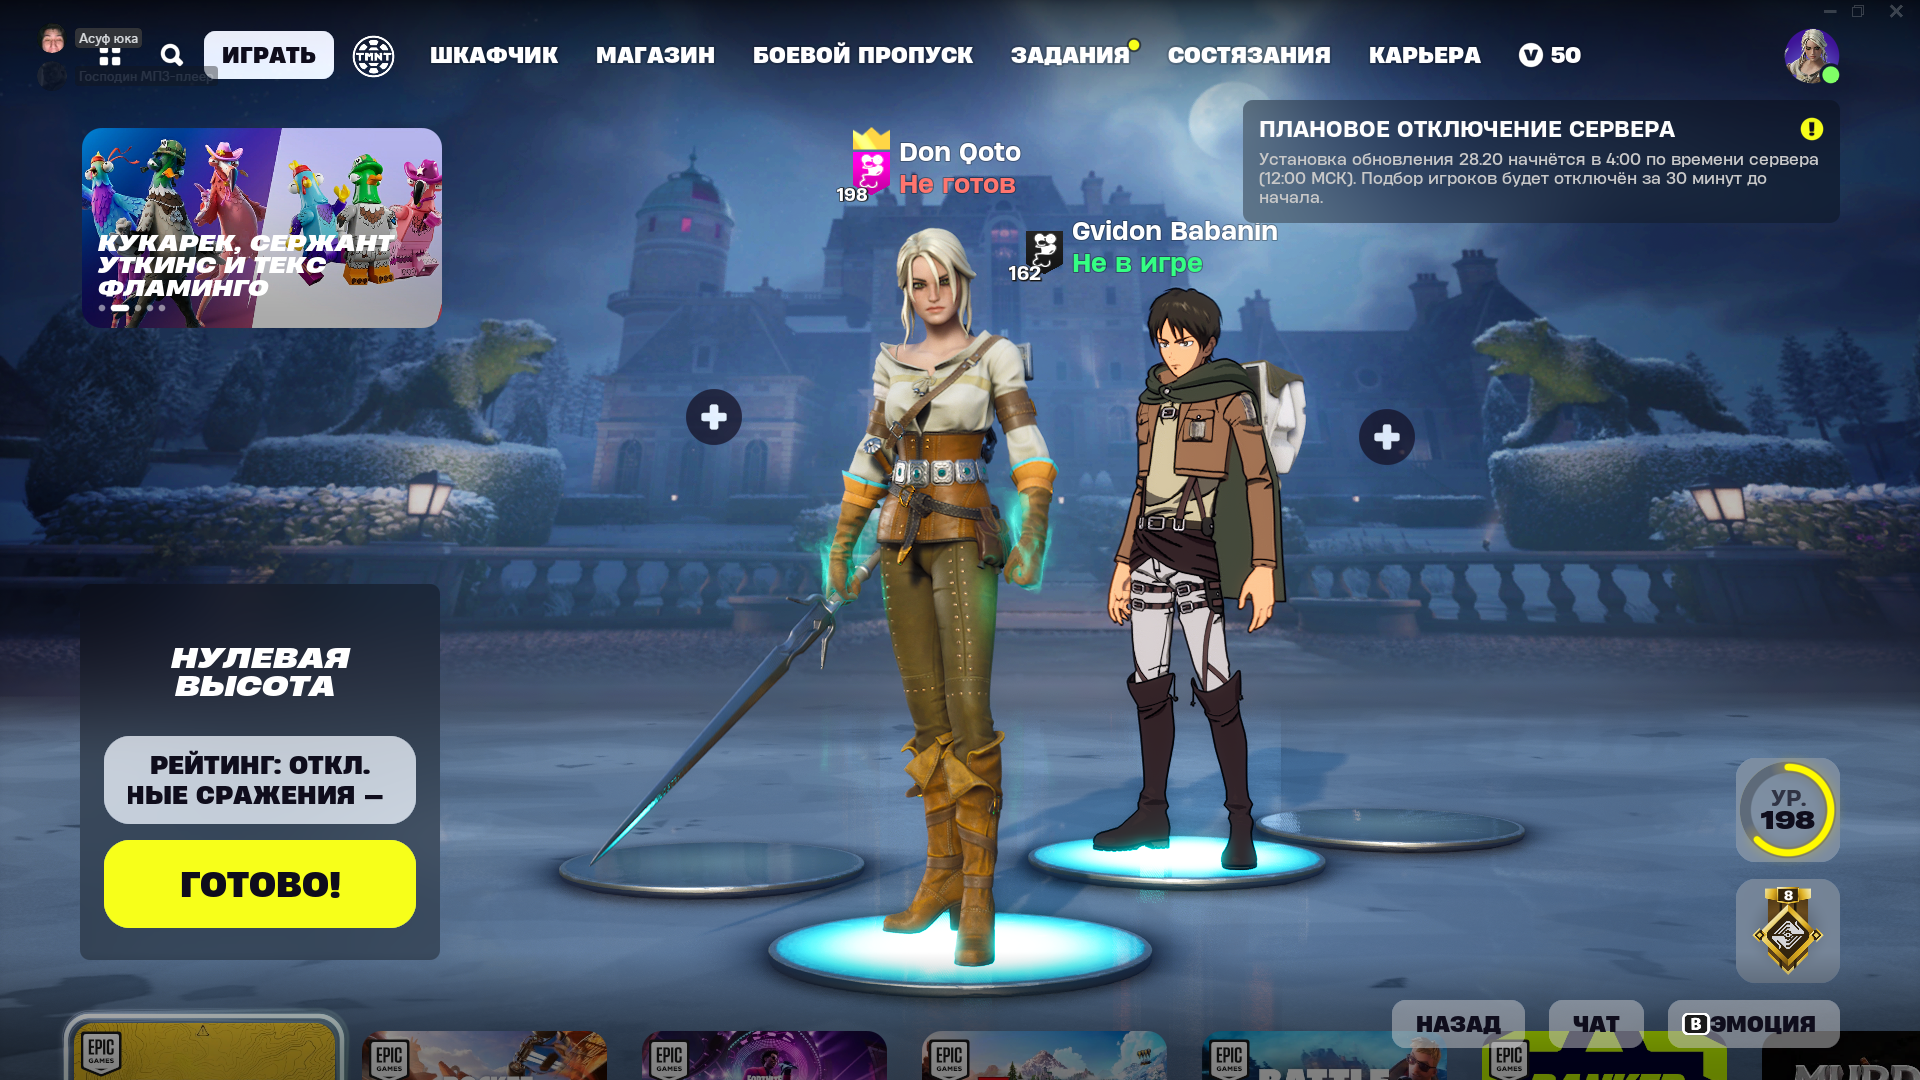 Асуф юка
Господин МПЗ-плеер
ИГРАТЬ
TMNT
ШКАФЧИК
МАГАЗИН
БОЕВОЙ ПРОПУСК
ЗАДАНИЯ
СОСТЯЗАНИЯ
КАРЬЕРА
V 50
ПЛАНОВОЕ ОТКЛЮЧЕНИЕ СЕРВЕРА
Установка обновления 28.20 начнётся в 4:00 по времени сервера
(12:00 МСК). Подбор игроков будет отключён за 30 минут до
начала.
КУКАРЕК, СЕРЖАНТ
УТКИНС И ТЕКС
ФЛАМИНГО
198
Don Qoto
Не готов
162
Gvidon Babanin
Не в игре
НУЛЕВАЯ
ВЫСОТА
РЕЙТИНГ: ОТКЛ.
НЫЕ СРАЖЕНИЯ —
ГОТОВО!
УР.
198
8
НАЗАД
ЧАТ
B ЭМОЦИЯ
EPIC
GAMES
EPIC
GAMES
EPIC
GAMES
EPIC
GAMES
EPIC
GAMES
BATTLE
EPIC
GAMES